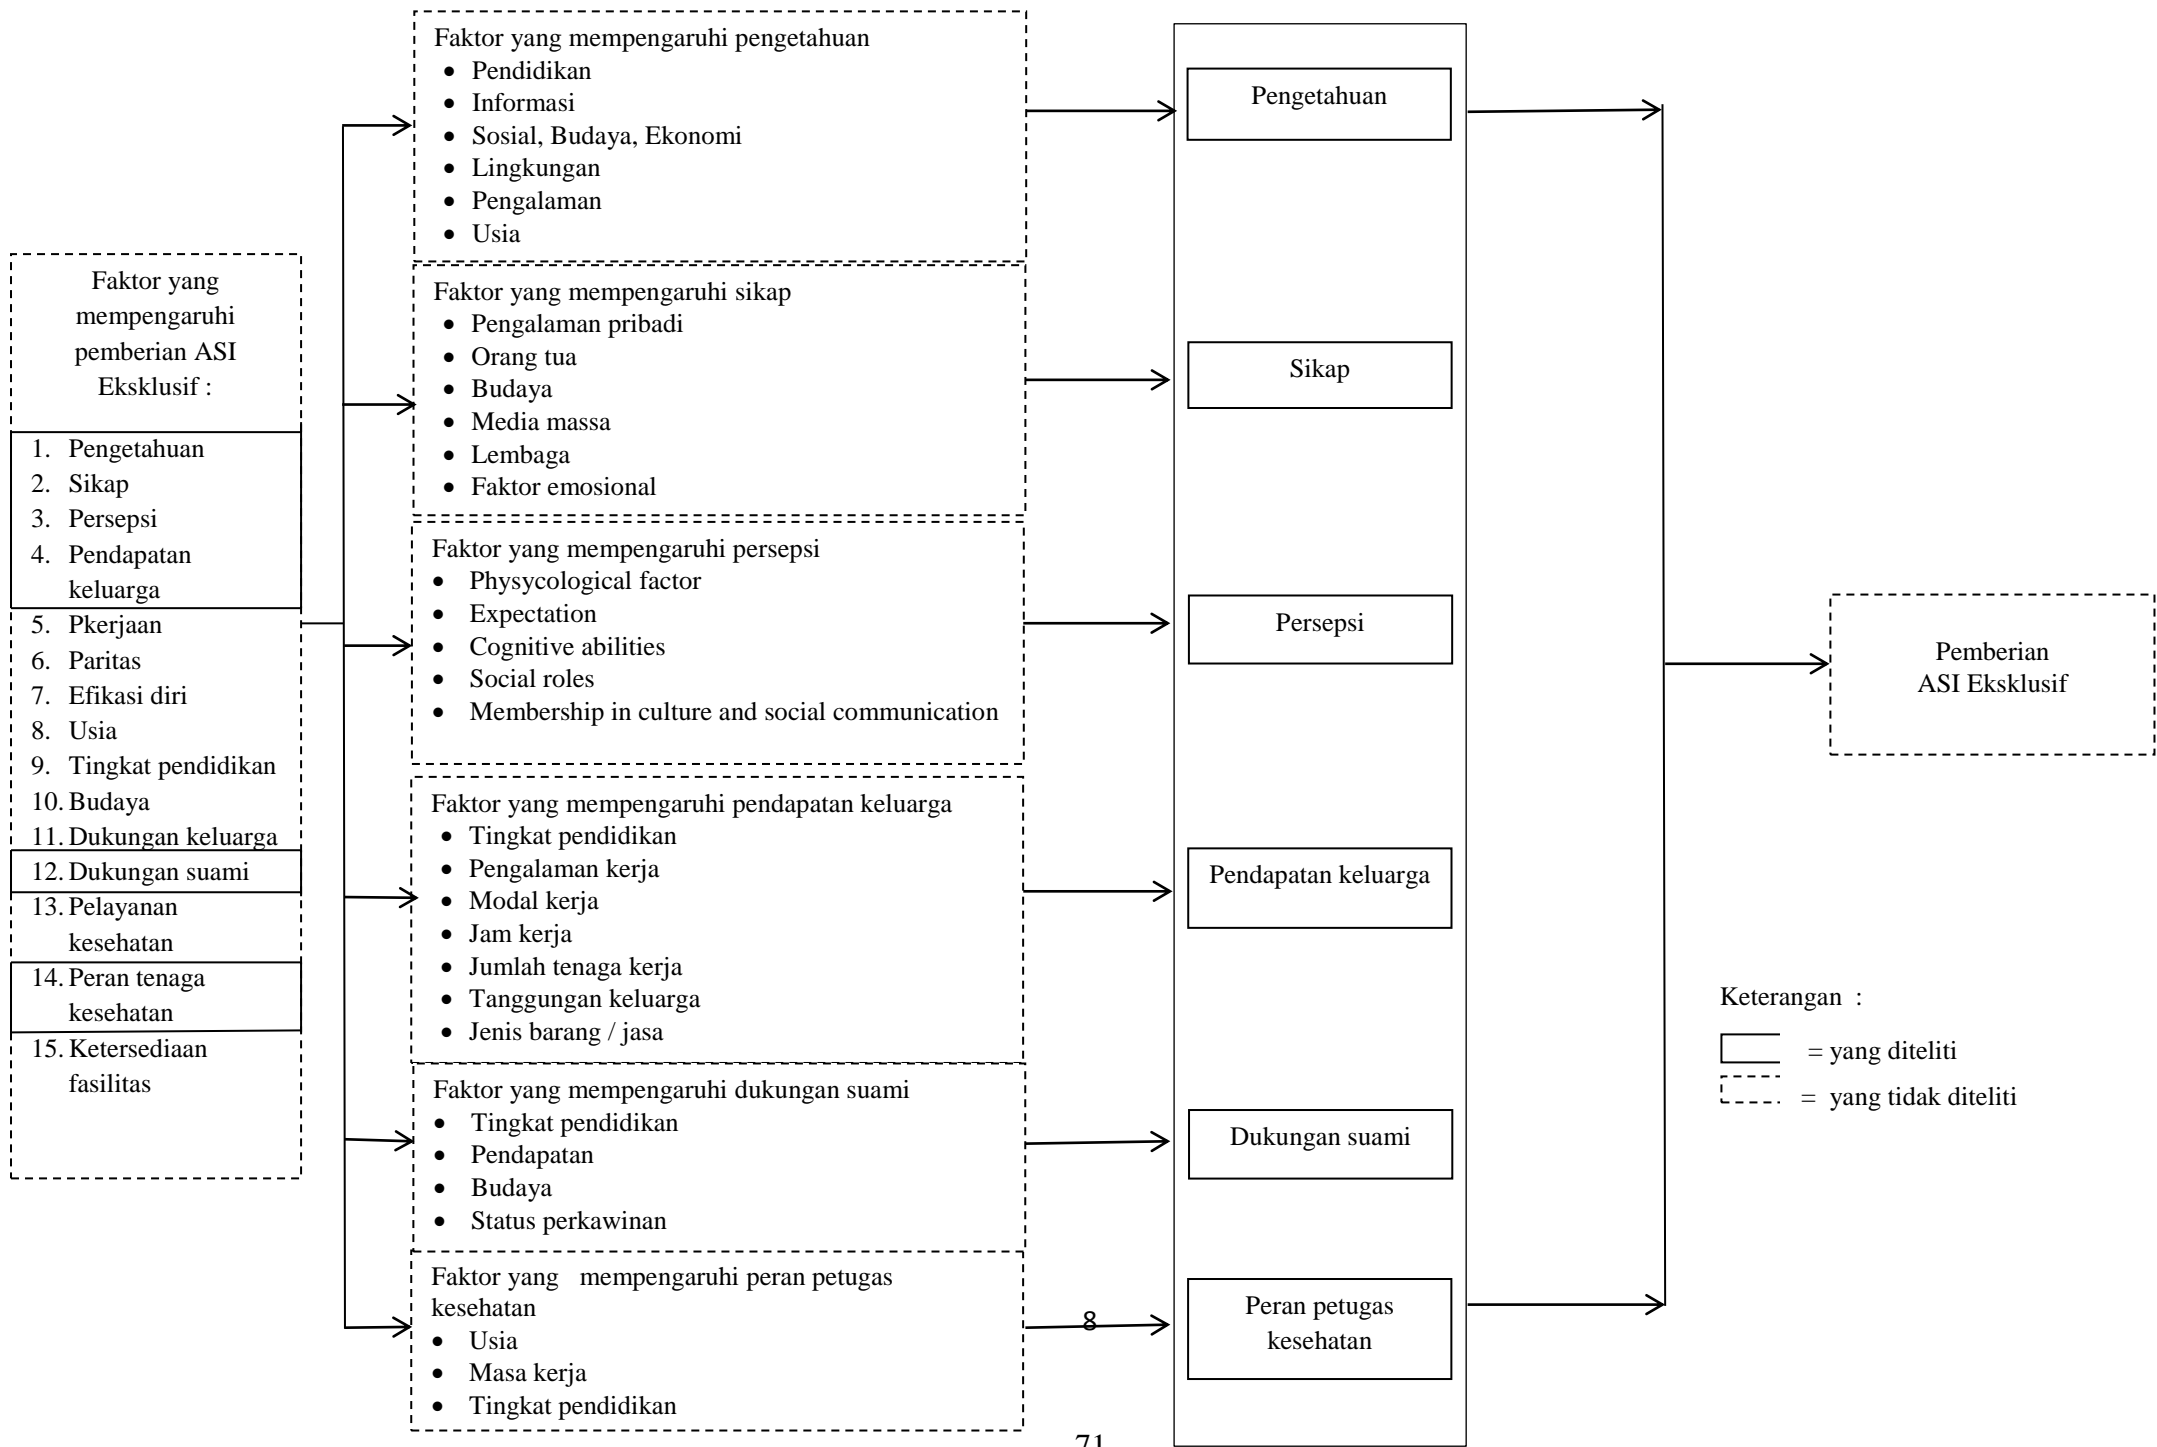 Faktor yang
mempengaruhi
pemberian ASI
Eksklusif :
1. Pengetahuan
2. Sikap
3. Persepsi
4. Pendapatan
keluarga
5. Pkerjaan
6. Paritas
7. Efikasi diri
8. Usia
9. Tingkat pendidikan
10. Budaya
11. Dukungan keluarga
12. Dukungan suami
13. Pelayanan
kesehatan
14. Peran tenaga
kesehatan
15. Ketersediaan
fasilitas
Faktor yang mempengaruhi pengetahuan
• Pendidikan
• Informasi
• Sosial, Budaya, Ekonomi
• Lingkungan
• Pengalaman
• Usia
Faktor yang mempengaruhi sikap
• Pengalaman pribadi
• Orang tua
• Budaya
• Media massa
• Lembaga
• Faktor emosional
Faktor yang mempengaruhi persepsi
• Physycological factor
• Expectation
• Cognitive abilities
• Social roles
• Membership in culture and social communication
Faktor yang mempengaruhi pendapatan keluarga
• Tingkat pendidikan
• Pengalaman kerja
• Modal kerja
• Jam kerja
• Jumlah tenaga kerja
• Tanggungan keluarga
• Jenis barang / jasa
Faktor yang mempengaruhi dukungan suami
• Tingkat pendidikan
• Pendapatan
• Budaya
• Status perkawinan
Faktor yang mempengaruhi peran petugas
kesehatan
• Usia
• Masa kerja
• Tingkat pendidikan
8
71
Pengetahuan
Sikap
Persepsi
Pendapatan keluarga
Dukungan suami
Peran petugas
kesehatan
Pemberian
ASI Eksklusif
Keterangan :
= yang diteliti
= yang tidak diteliti